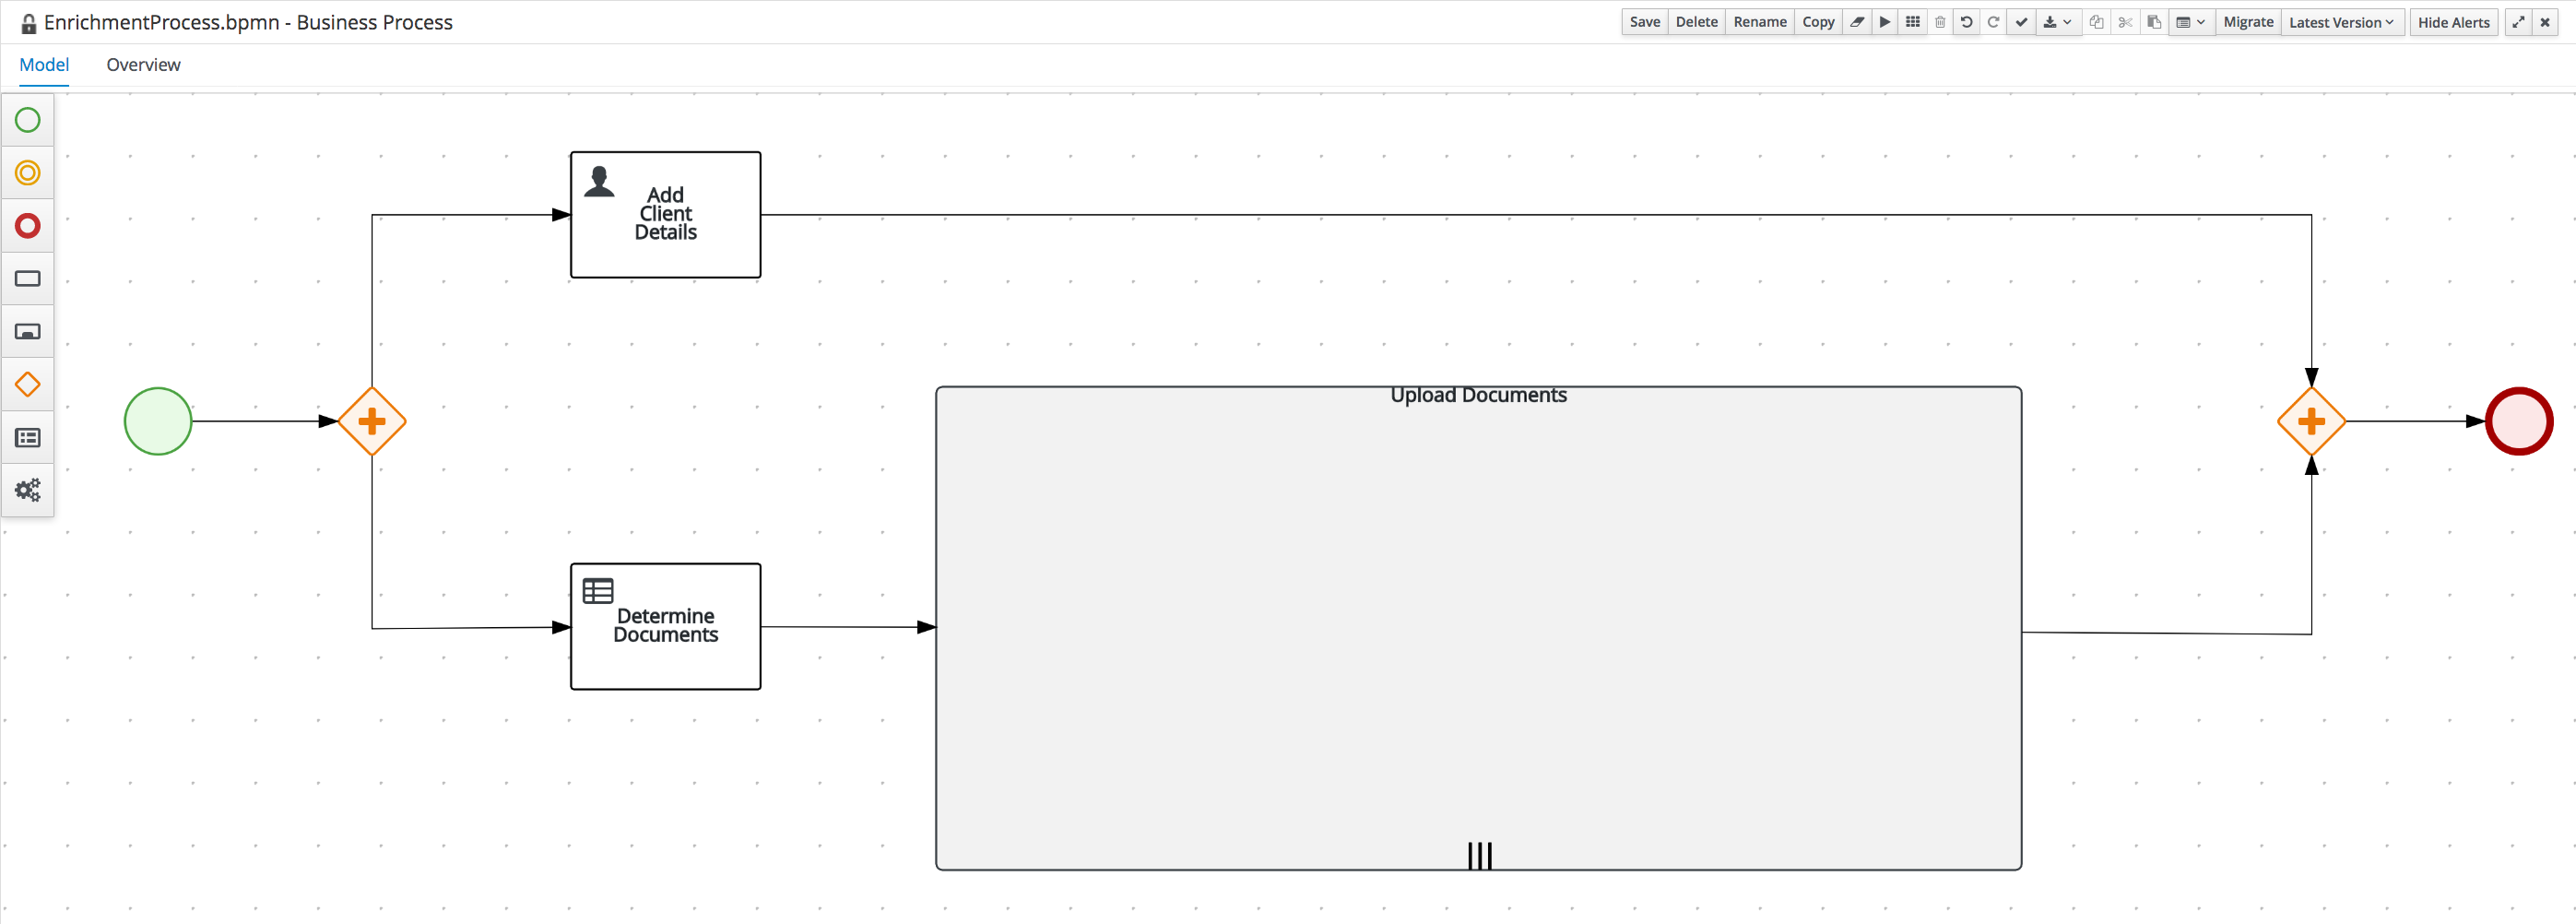 EnrichmentProcess.bpmn - Business Process
Save Delete Rename Copy Migrate Latest Version Hide Alerts
Model Overview
Add
Client
Details
Upload Documents
Determine
Documents